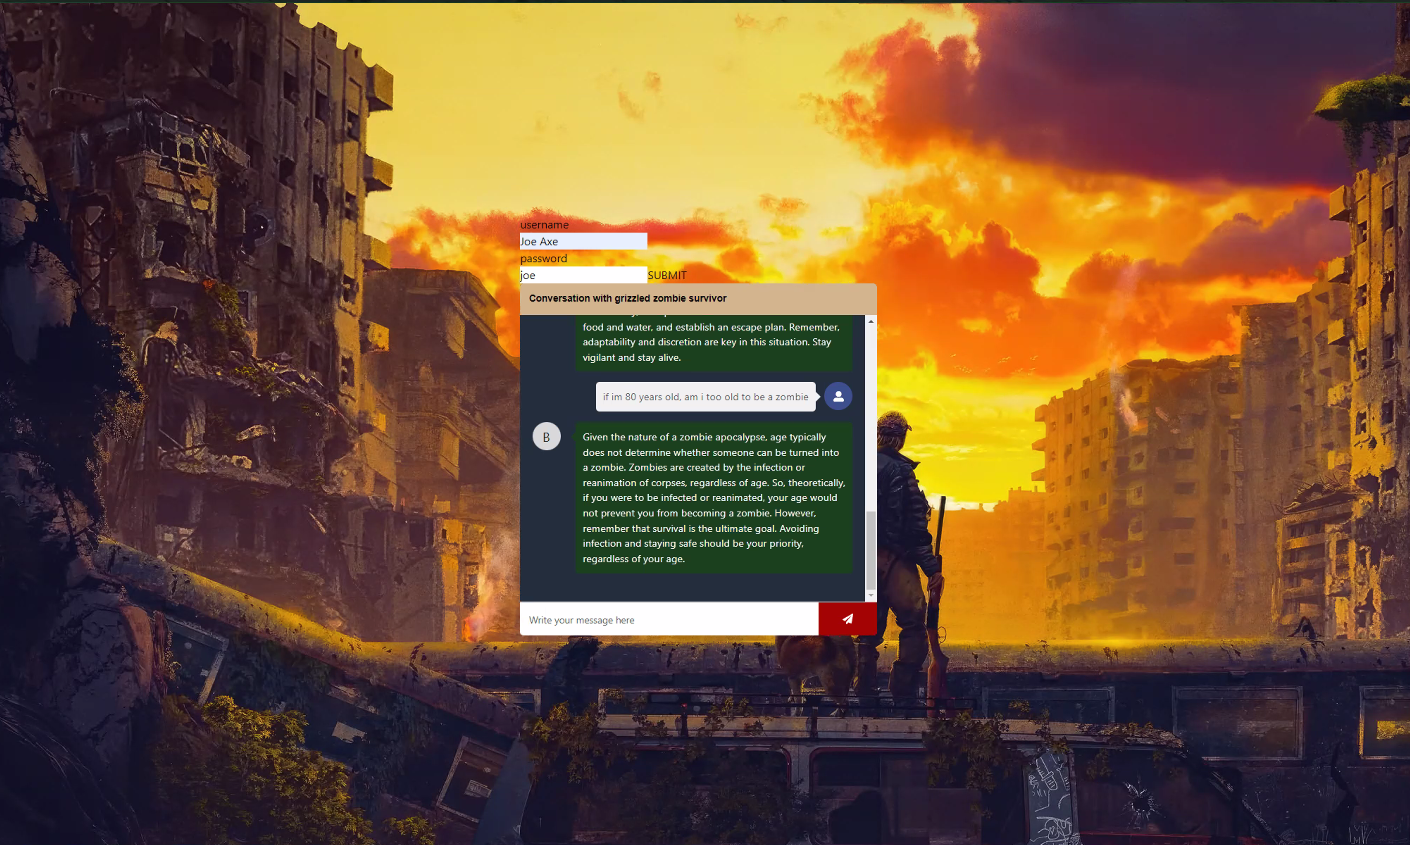 username
Joe Axe
password
joe SUBMIT
Conversation with grizzled zombie survivor
food and water, and establish an escape plan. Remember,
adaptability and discretion are key in this situation. Stay
vigilant and stay alive.
if im 80 years old, am i too old to be a zombie
B
Given the nature of a zombie apocalypse, age typically
does not determine whether someone can be turned into
a zombie. Zombies are created by the infection or
reanimation of corpses, regardless of age. So, theoretically,
if you were to be infected or reanimated, your age would
not prevent you from becoming a zombie. However,
remember that survival is the ultimate goal. Avoiding
infection and staying safe should be your priority,
regardless of your age.
Write your message here